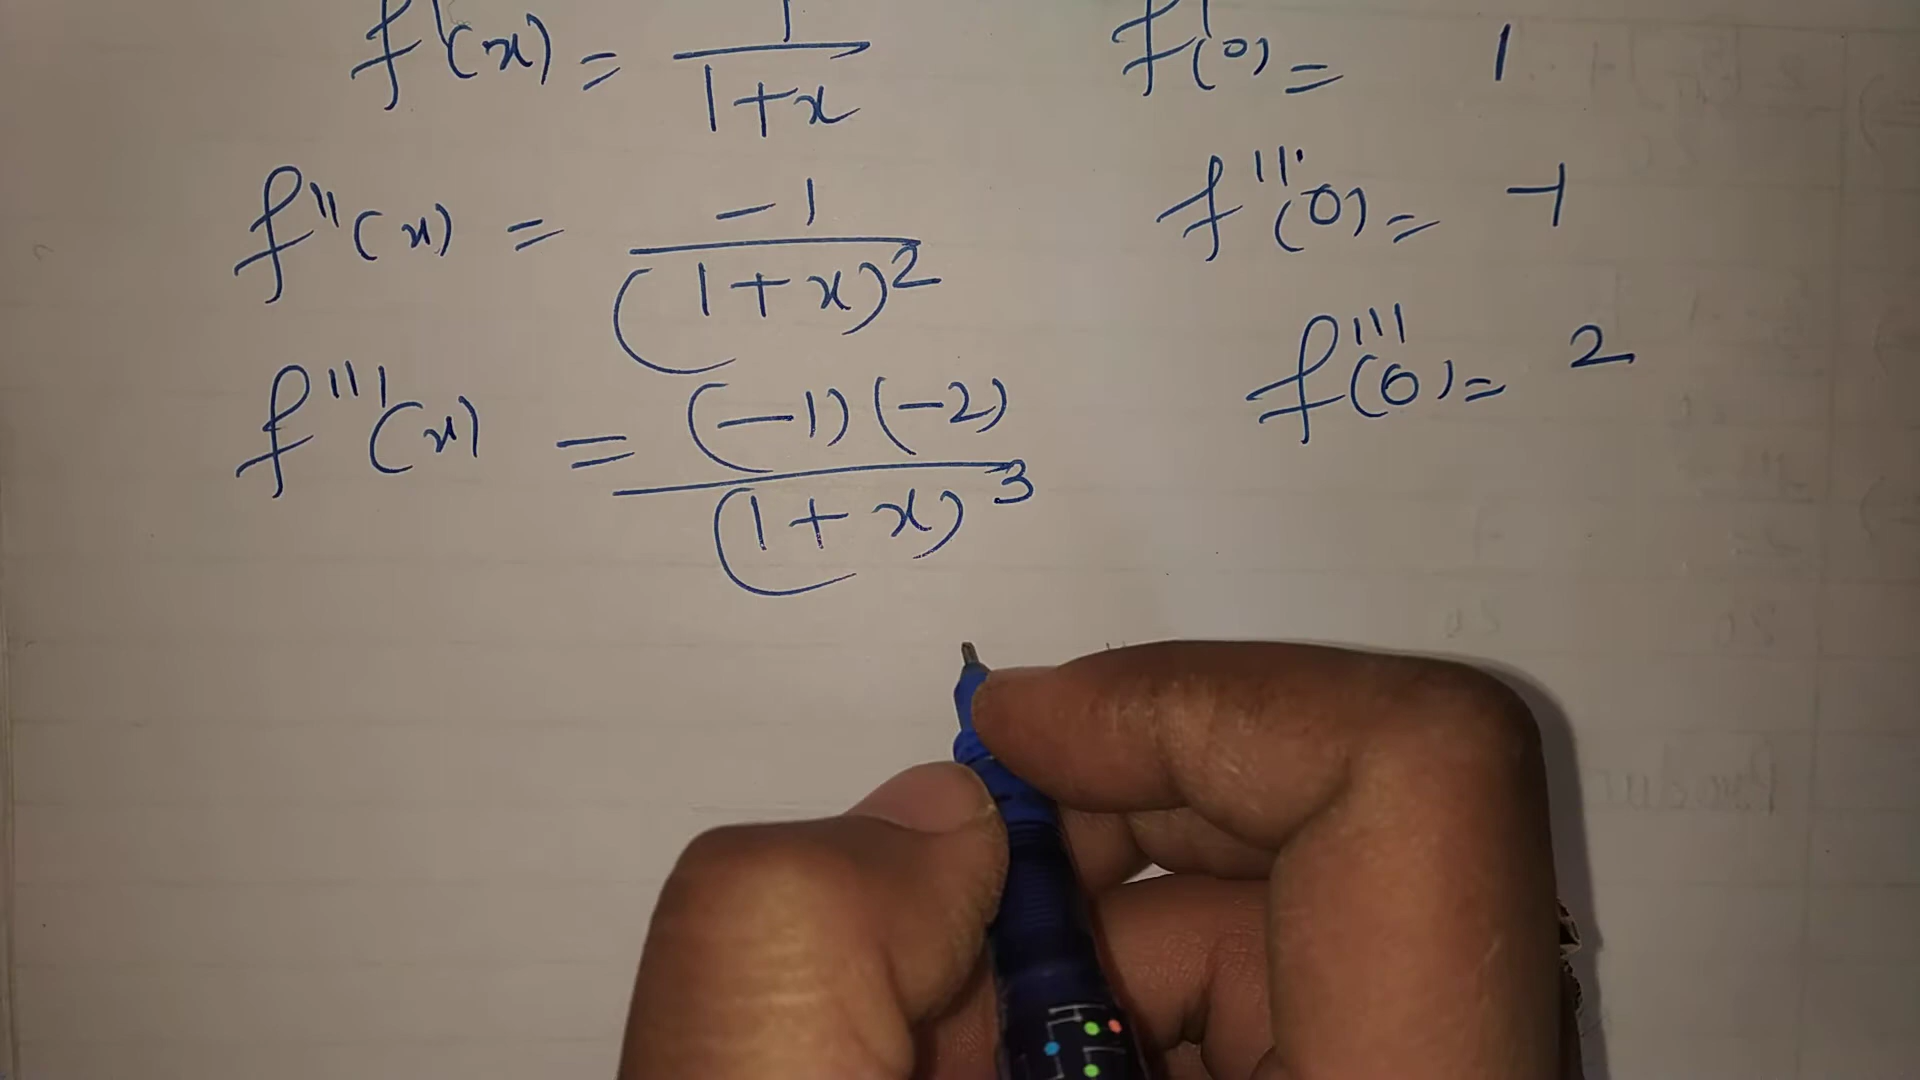 f'(x) = 1/(1+x)    f'(0) = 1
f''(x) = -1/(1+x)²    f'''(0) = -1
f'''(x) = (-1)(-2)/(1+x)³    f'''(0) = 2